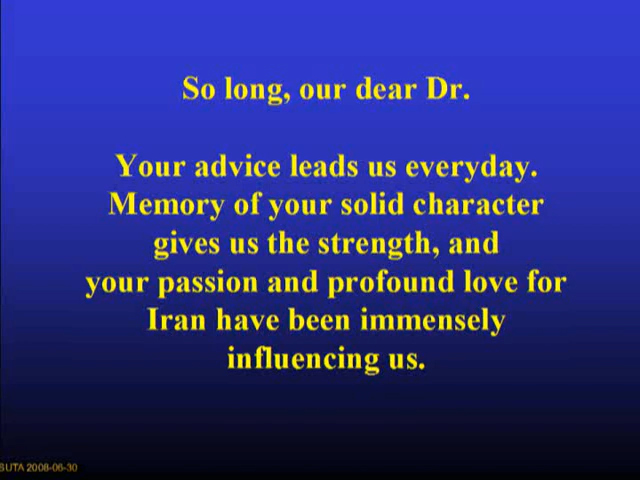 So long, our dear Dr.
Your advice leads us everyday.
Memory of your solid character
gives us the strength, and
your passion and profound love for
Iran have been immensely
influencing us.
SUTA 2008-06-30